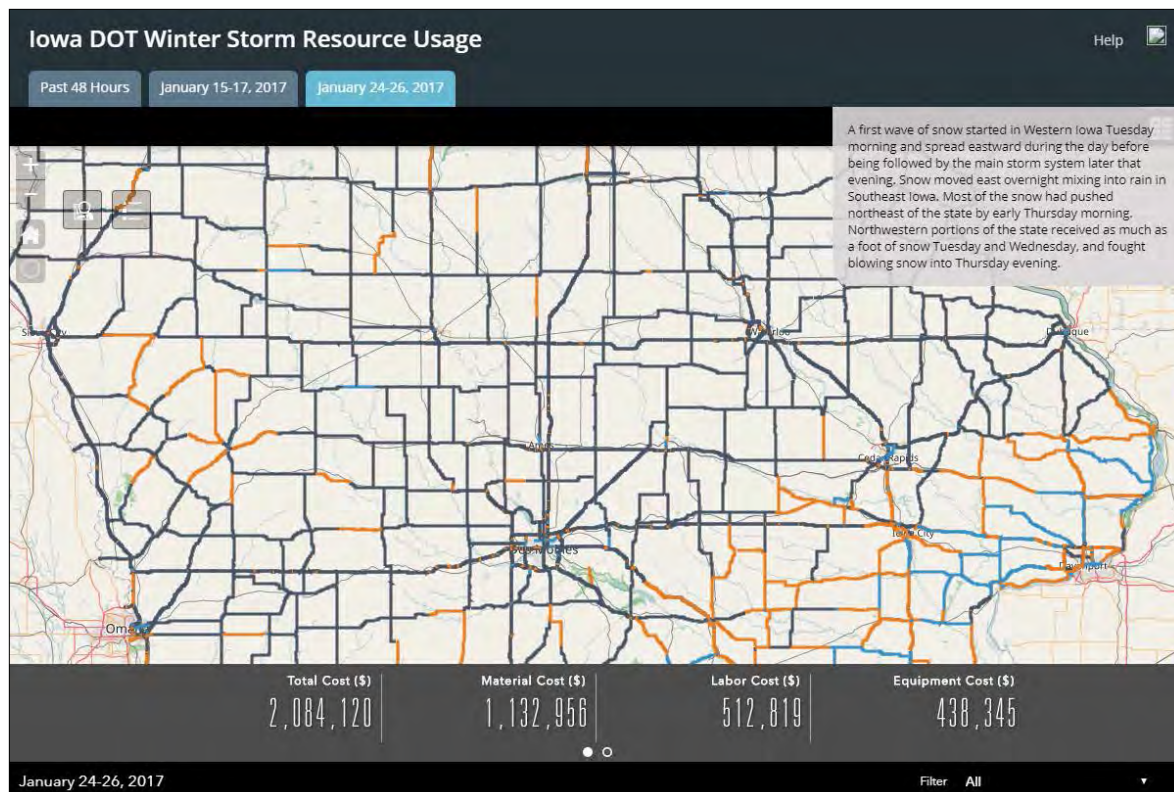 Iowa DOT Winter Storm Resource Usage
Help
Past 48 Hours
January 15-17, 2017
January 24-26, 2017
A first wave of snow started in Western Iowa Tuesday
morning and spread eastward during the day before
being followed by the main storm system later that
evening. Snow moved east overnight mixing into rain in
Southeast Iowa. Most of the snow had pushed
northeast of the state by early Thursday morning.
Northwestern portions of the state received as much as
a foot of snow Tuesday and Wednesday, and fought
blowing snow into Thursday evening.
+
−
Waterloo
Ames
Cedar Rapids
Iowa City
Des Moines
Davenport
Total Cost ($)
Material Cost ($)
Labor Cost ($)
Equipment Cost ($)
2,084,120
1,132,956
512,819
438,345
January 24-26, 2017
Filter All